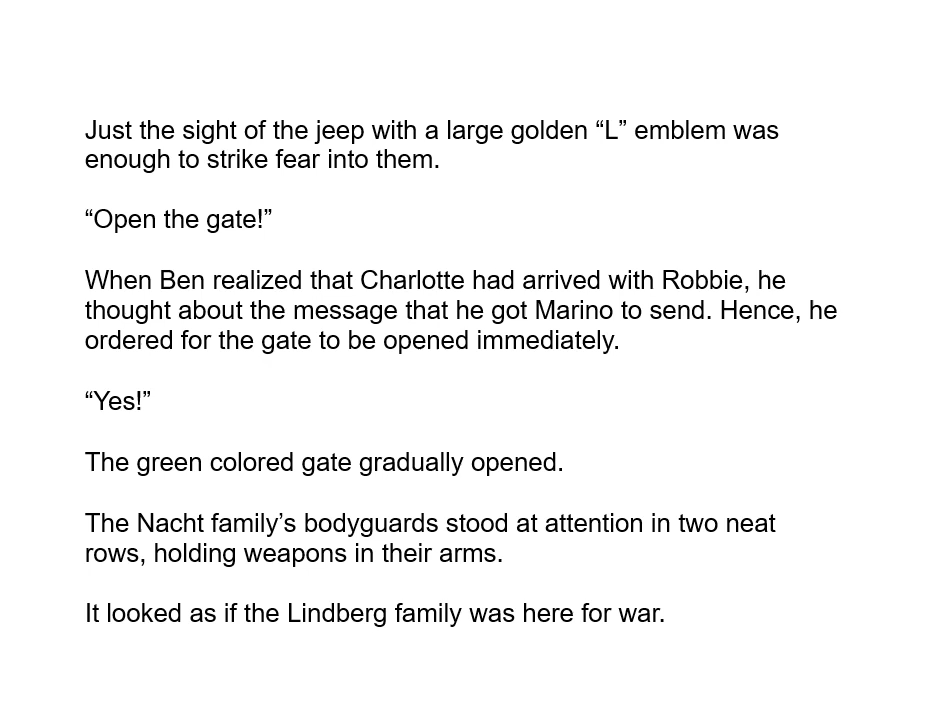 Just the sight of the jeep with a large golden “L” emblem was
enough to strike fear into them.
“Open the gate!”
When Ben realized that Charlotte had arrived with Robbie, he
thought about the message that he got Marino to send. Hence, he
ordered for the gate to be opened immediately.
“Yes!”
The green colored gate gradually opened.
The Nacht family’s bodyguards stood at attention in two neat
rows, holding weapons in their arms.
It looked as if the Lindberg family was here for war.